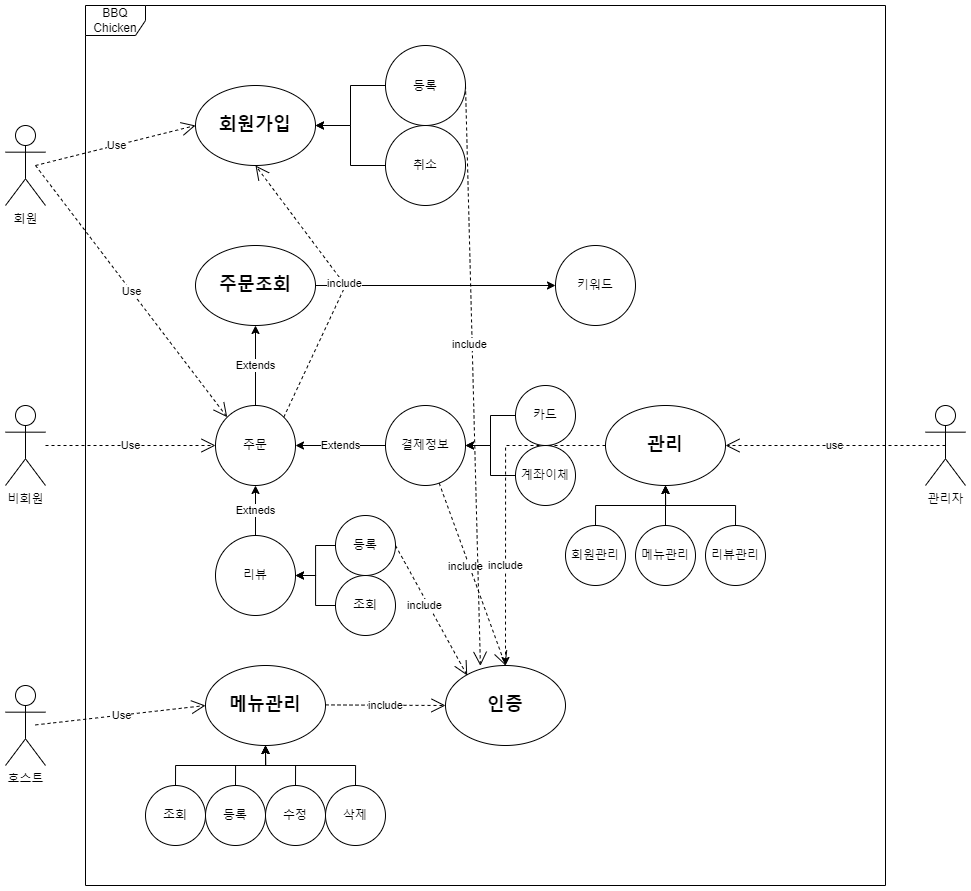 BBQ
Chicken
등록
회원가입
Use
취소
회원
주문조회
include
키워드
Use
include
Extends
카드
주문
Extends
결제정보
관리
use
Use
계좌이체
비회원
관리자
Extneds
등록
회원관리
메뉴관리
리뷰관리
include
include
리뷰
조회
include
메뉴관리
include
인증
Use
호스트
조회
등록
수정
삭제